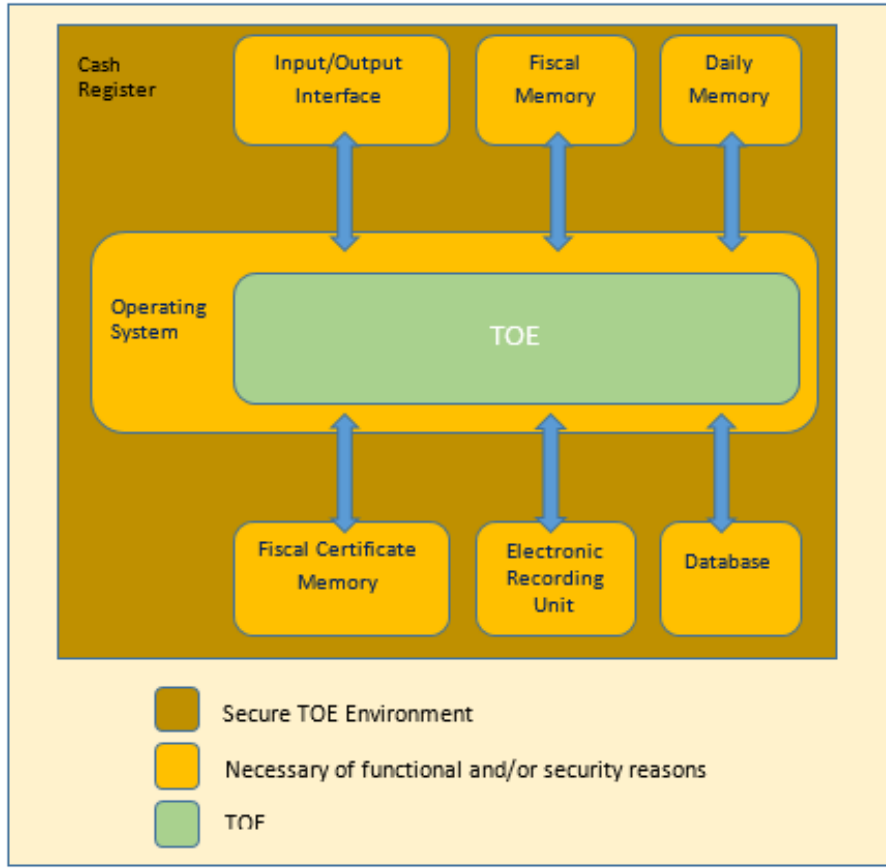 Cash
Register
Input/Output
Interface
Fiscal
Memory
Daily
Memory
Operating
System
TOE
Fiscal Certificate
Memory
Electronic
Recording
Unit
Database
Secure TOE Environment
Necessary of functional and/or security reasons
TOE